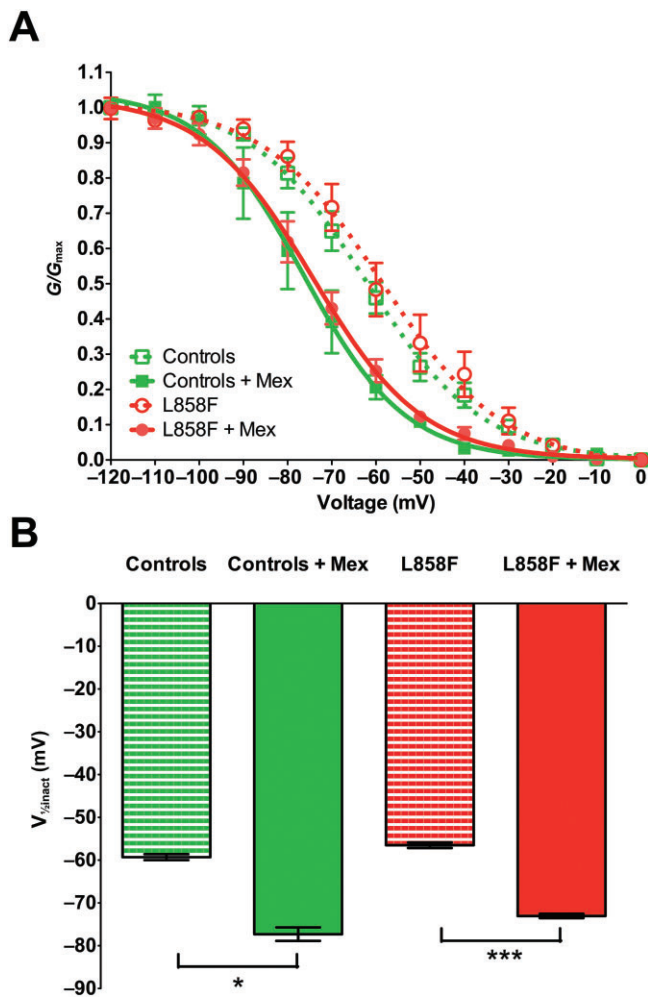 A
1.1
1.0
0.9
0.8
0.7
0.6
0.5
0.4
0.3
0.2
0.1
0.0
G/Gmax
Controls
Controls + Mex
L858F
L858F + Mex
–120 –110 –100 –90 –80 –70 –60 –50 –40 –30 –20 –10 0
Voltage (mV)
B
Controls Controls + Mex L858F L858F + Mex
0
–10
–20
–30
–40
–50
–60
–70
–80
–90
V½inact (mV)
* ***